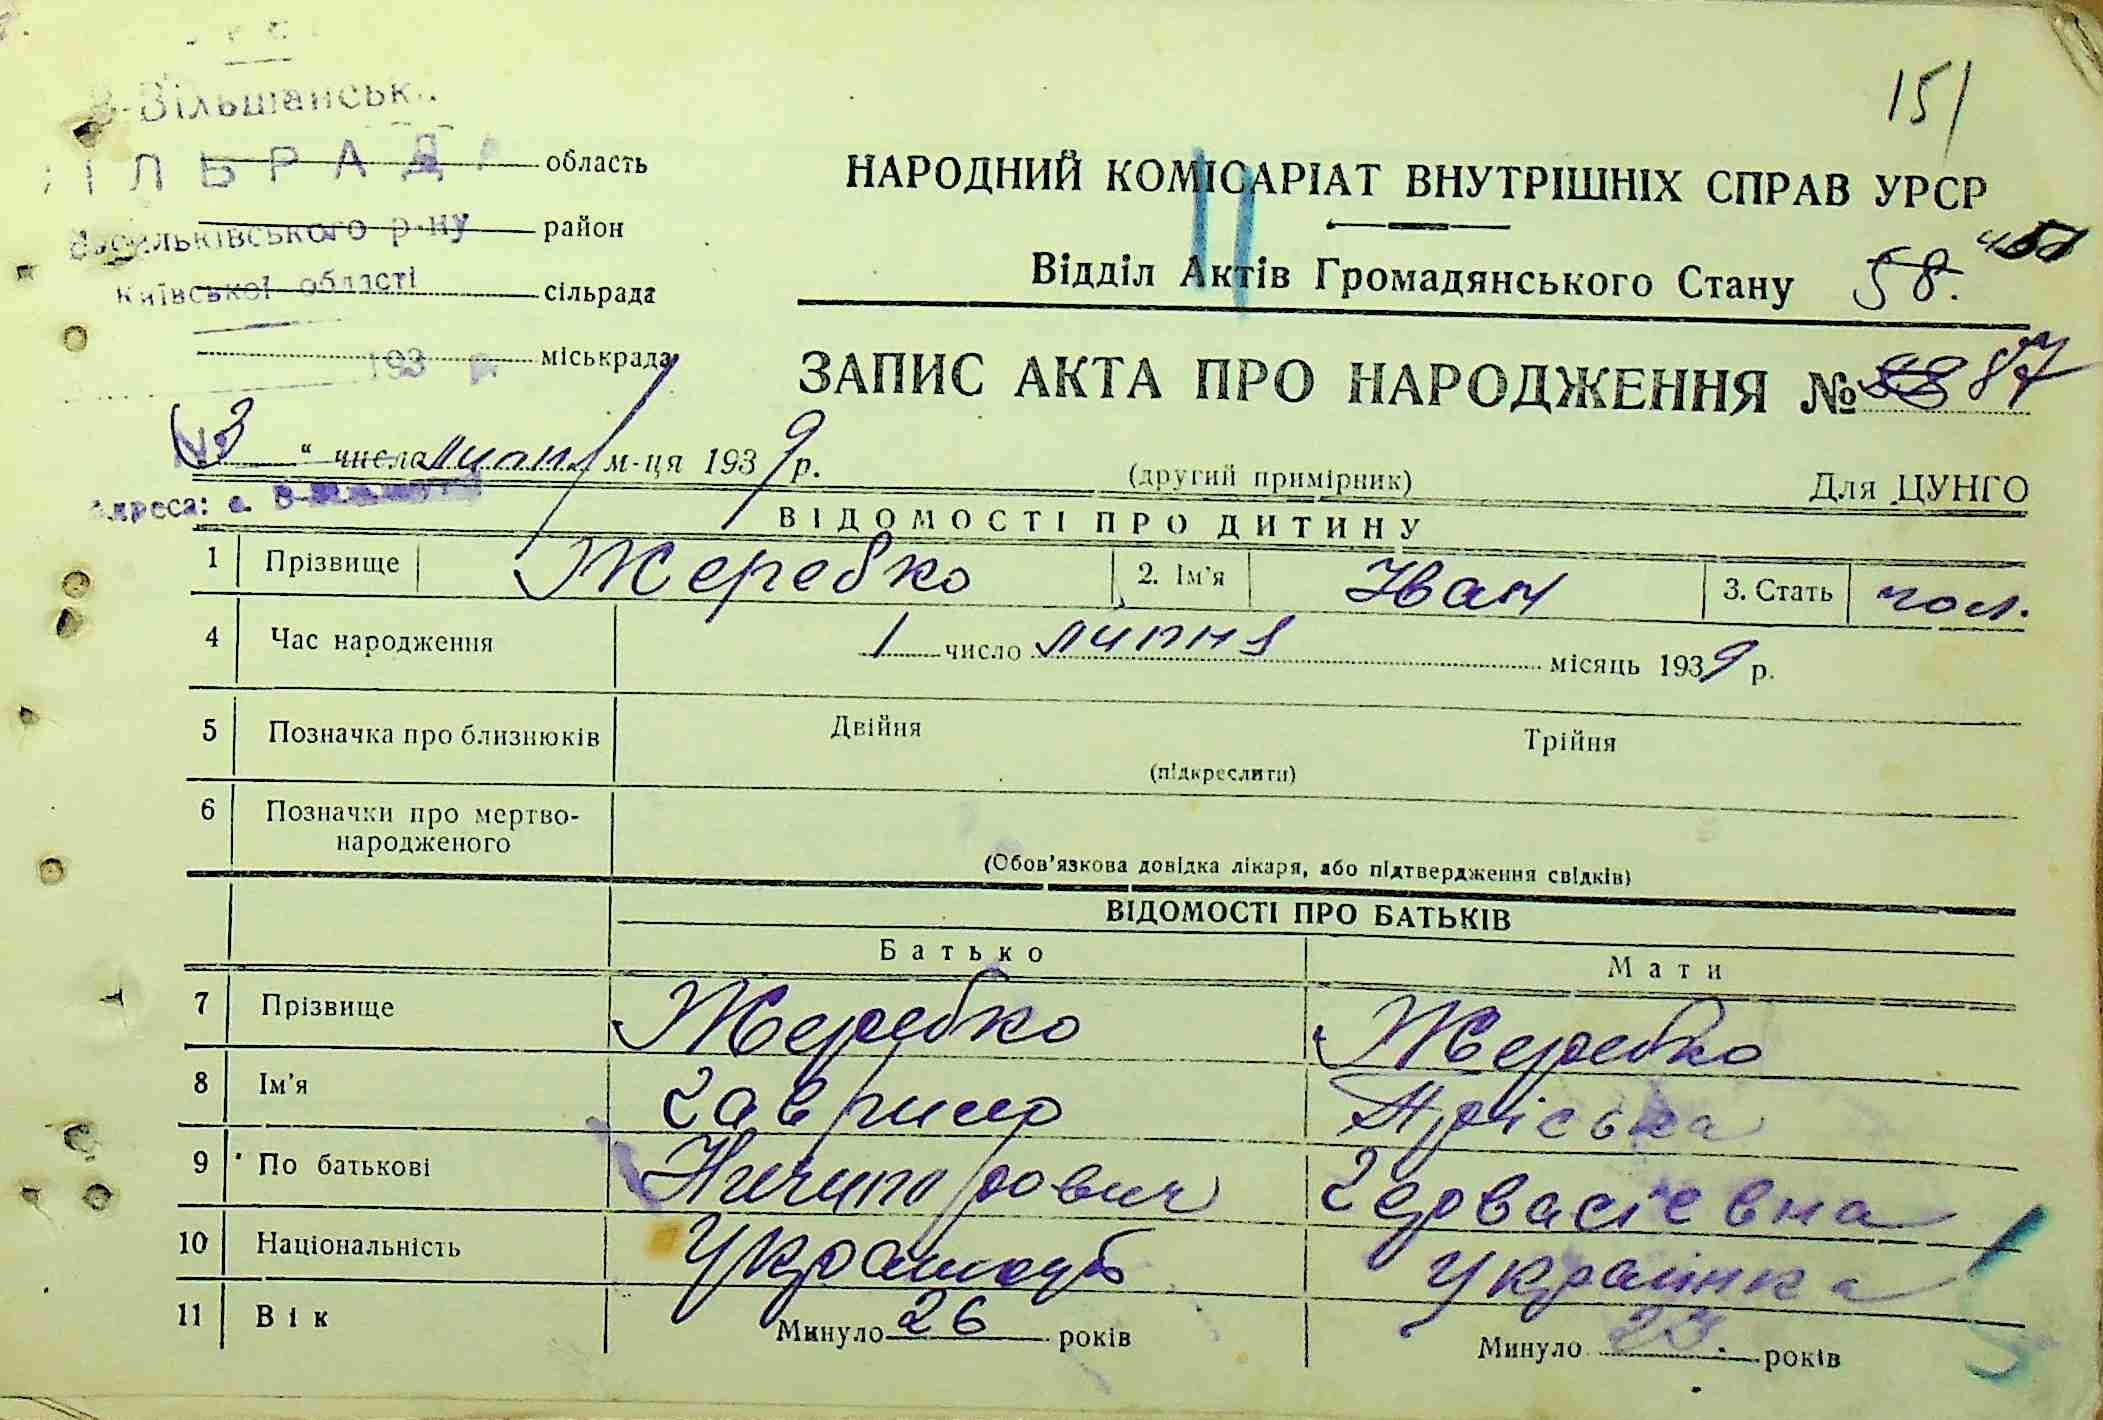 151
В-Вільшанськ
ІЛЬРАДА область
Васильківського р-ну район
Київської області сільрада
193 р. міськрада
НАРОДНИЙ КОМІСАРІАТ ВНУТРІШНІХ СПРАВ УРСР
Відділ Актів Громадянського Стану 58.
ЗАПИС АКТА ПРО НАРОДЖЕННЯ № 87
3 " числа липня м-ця 1939 р.
(другий примірник)
Для ЦУНГО
Адреса: с.
ВІДОМОСТІ ПРО ДИТИНУ
1 Прізвище Жеребко 2. Ім'я Іван 3. Стать чол.
4 Час народження 1 число липня місяць 1939 р.
5 Позначка про близнюків Двійня Трійня
(підкреслити)
6 Позначки про мертво-
народженого
(Обов'язкова довідка лікаря, або підтвердження свідків)
ВІДОМОСТІ ПРО БАТЬКІВ
Батько Мати
7 Прізвище Жеребко Жеребко
8 Ім'я Гаврило Пріська
9 По батькові Ничипорович Гервасієвна
10 Національність Українець Українка
11 Вік Минуло 26 років Минуло 23. років